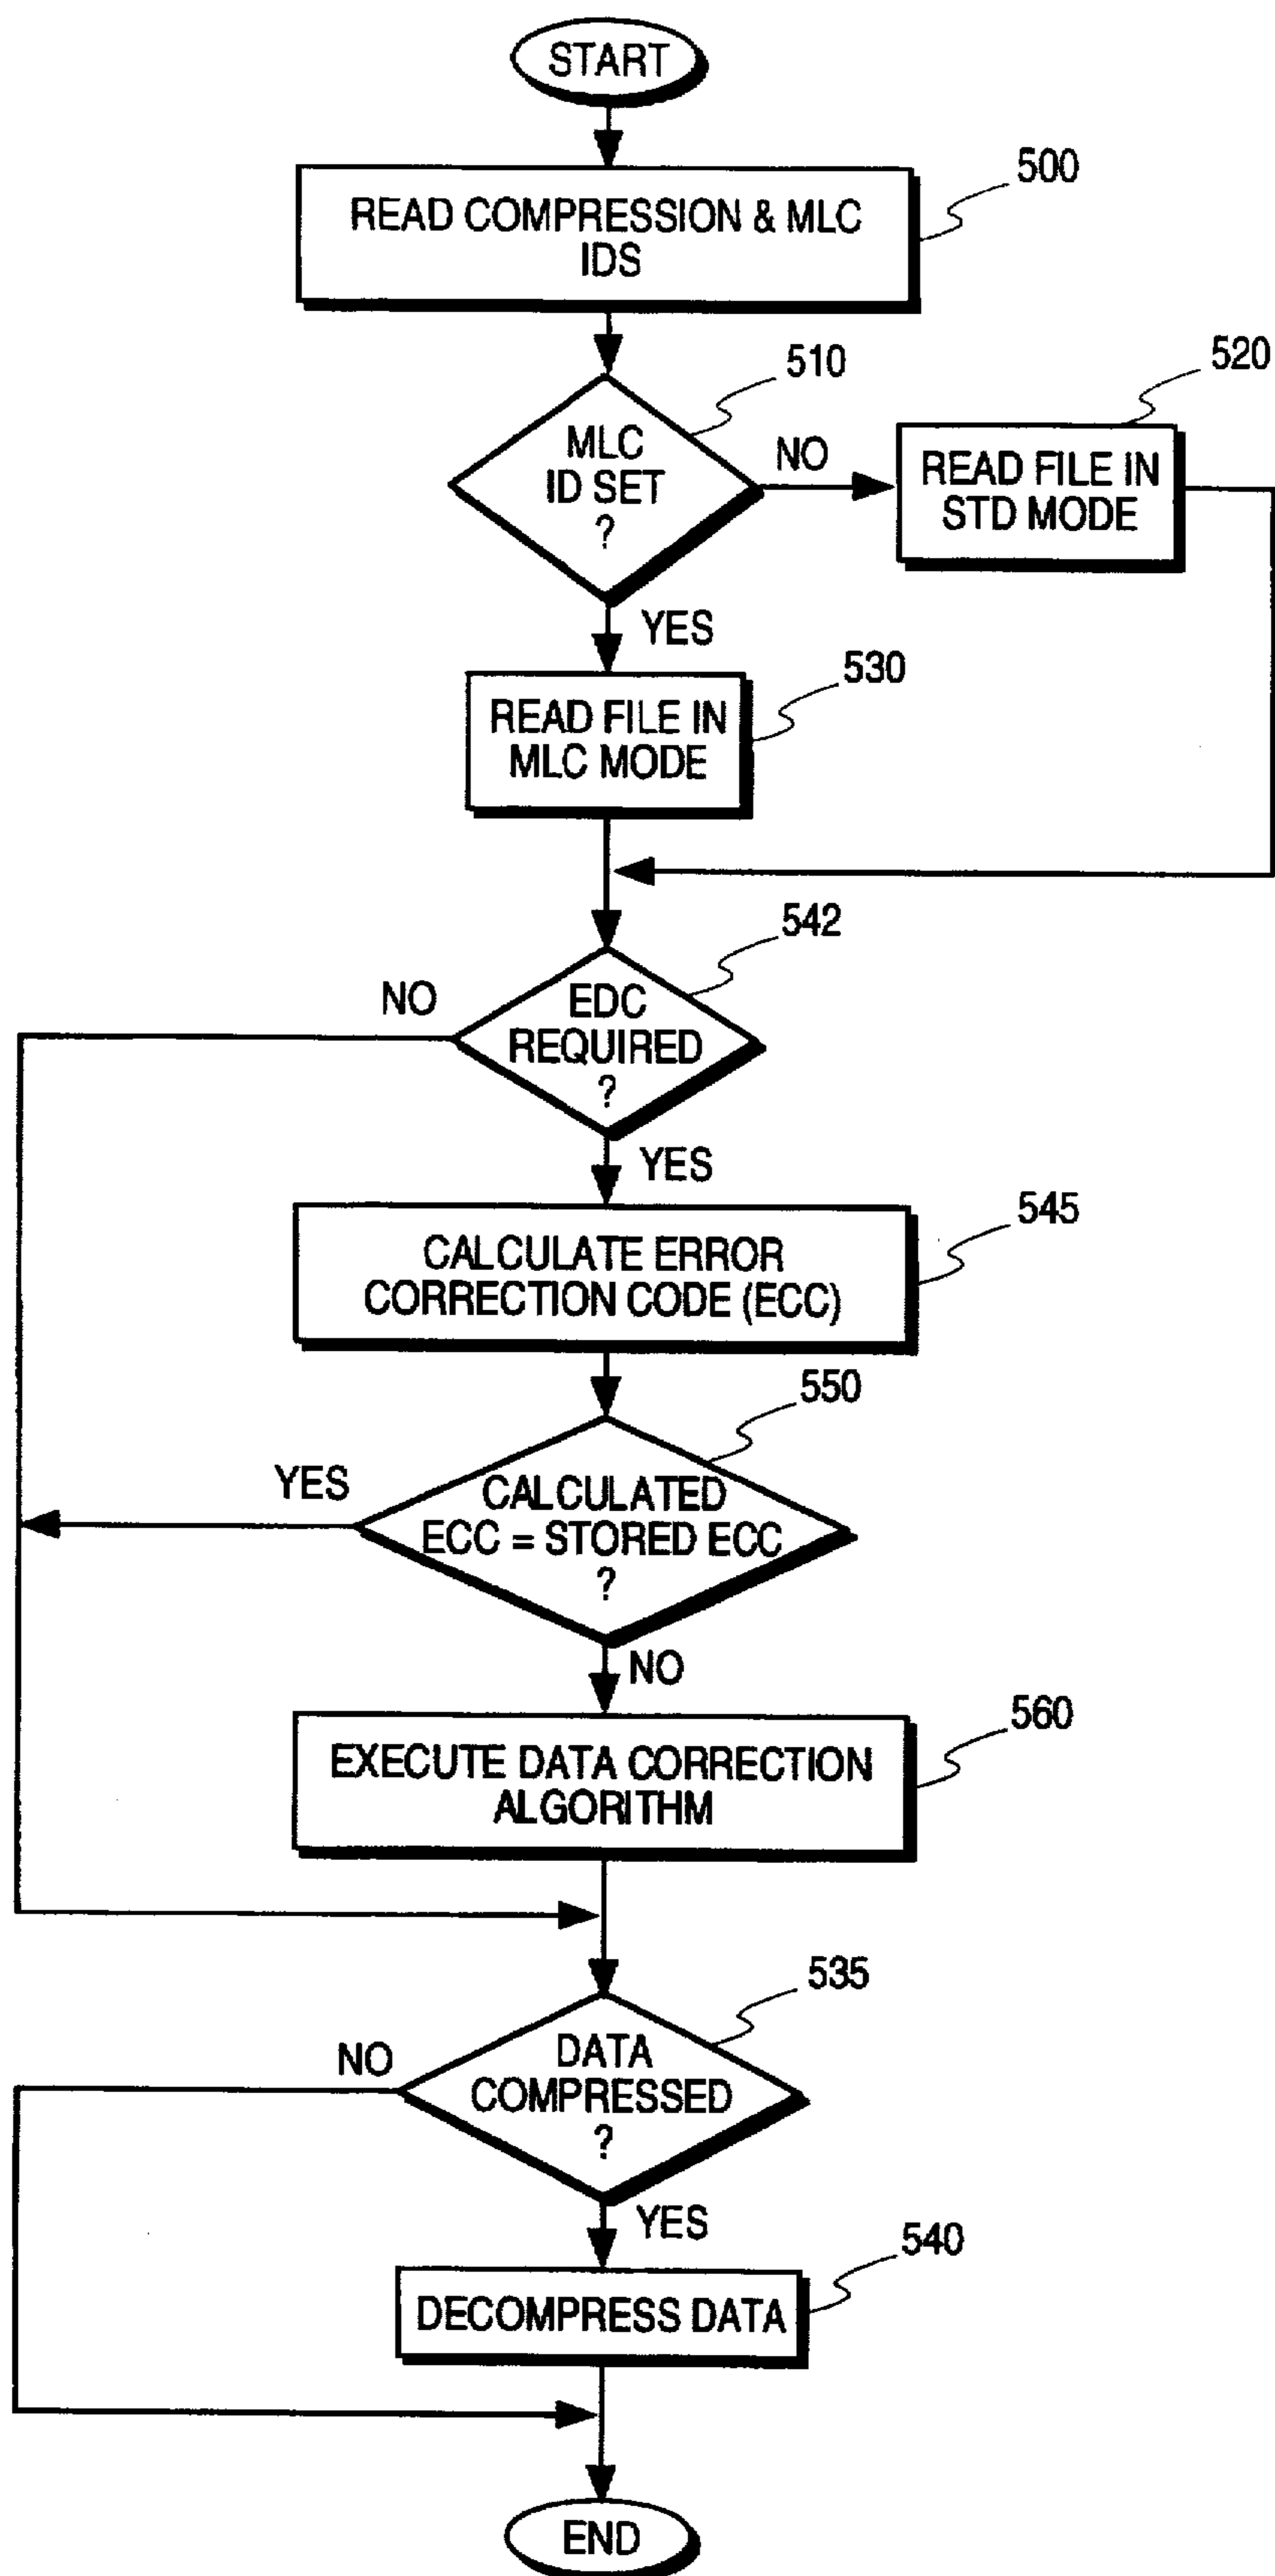 START
500
READ COMPRESSION & MLC
IDS
510
520
MLC
ID SET
?
NO
READ FILE IN
STD MODE
YES
530
READ FILE IN
MLC MODE
542
NO
EDC
REQUIRED
?
YES
545
CALCULATE ERROR
CORRECTION CODE (ECC)
550
YES
CALCULATED
ECC = STORED ECC
?
NO
560
EXECUTE DATA CORRECTION
ALGORITHM
535
NO
DATA
COMPRESSED
?
YES
540
DECOMPRESS DATA
END